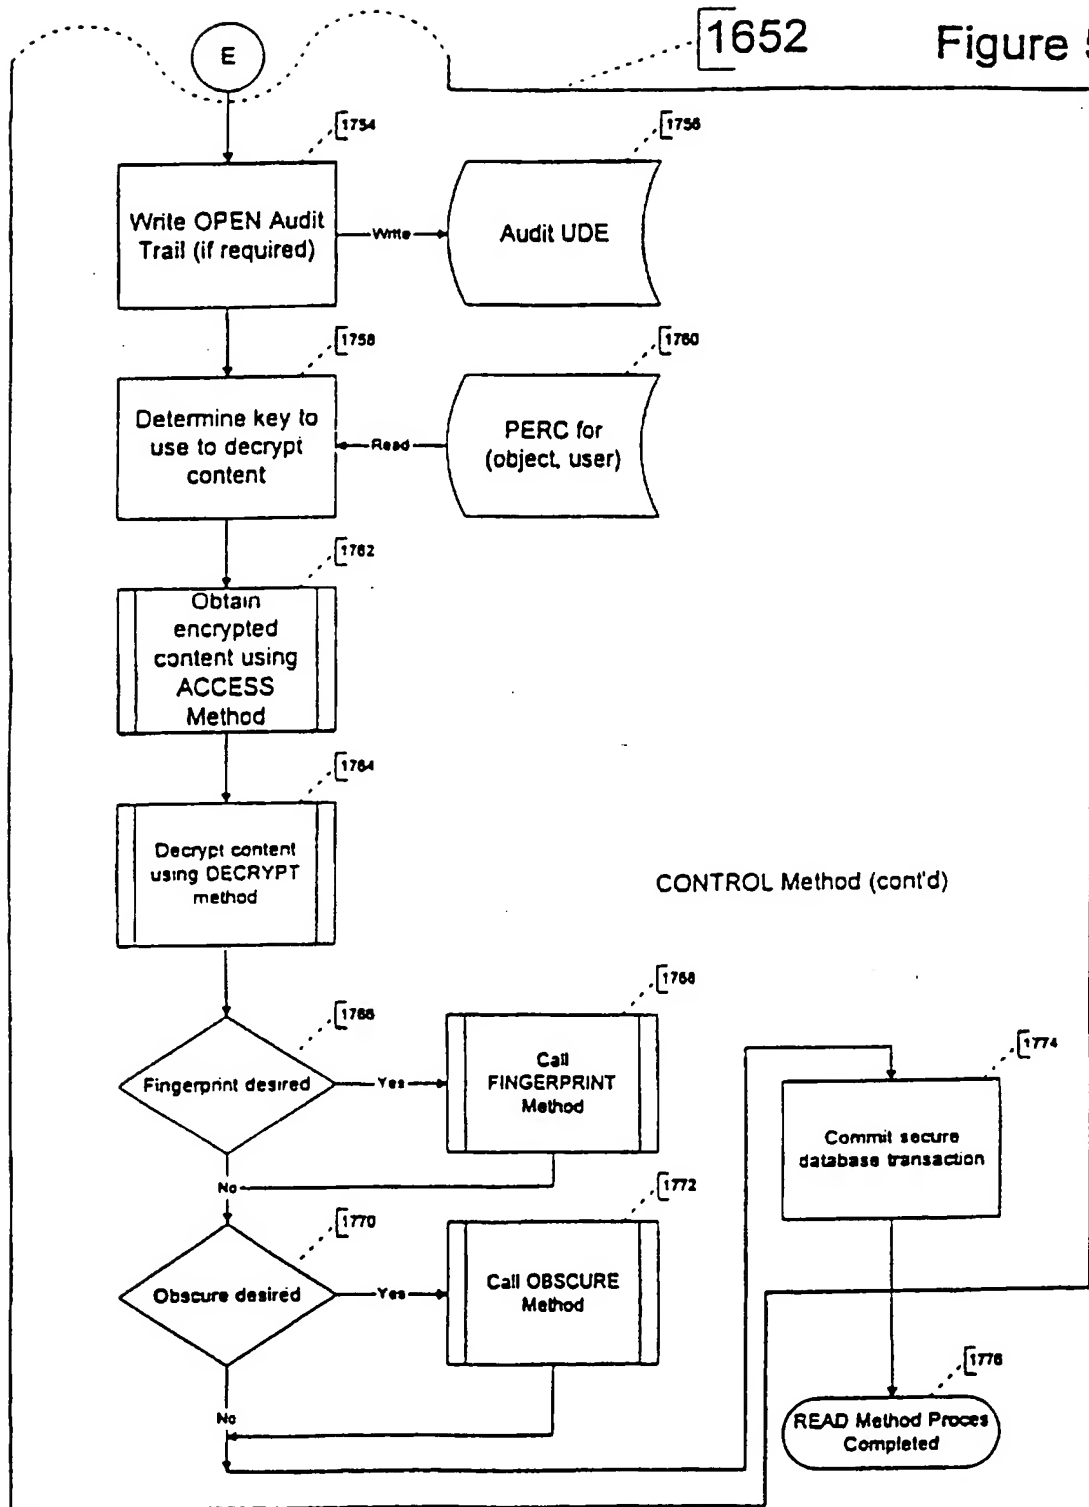 1652
Figure 5
E
1754
Write OPEN Audit
Trail (if required)
Write
1756
Audit UDE
1758
Determine key to
use to decrypt
content
Read
1760
PERC for
(object, user)
1762
Obtain
encrypted
content using
ACCESS
Method
1764
Decrypt content
using DECRYPT
method
CONTROL Method (cont'd)
1766
Fingerprint desired
Yes
1768
Call
FINGERPRINT
Method
No
1770
Obscure desired
Yes
1772
Call OBSCURE
Method
No
1774
Commit secure
database transaction
1776
READ Method Proces
Completed